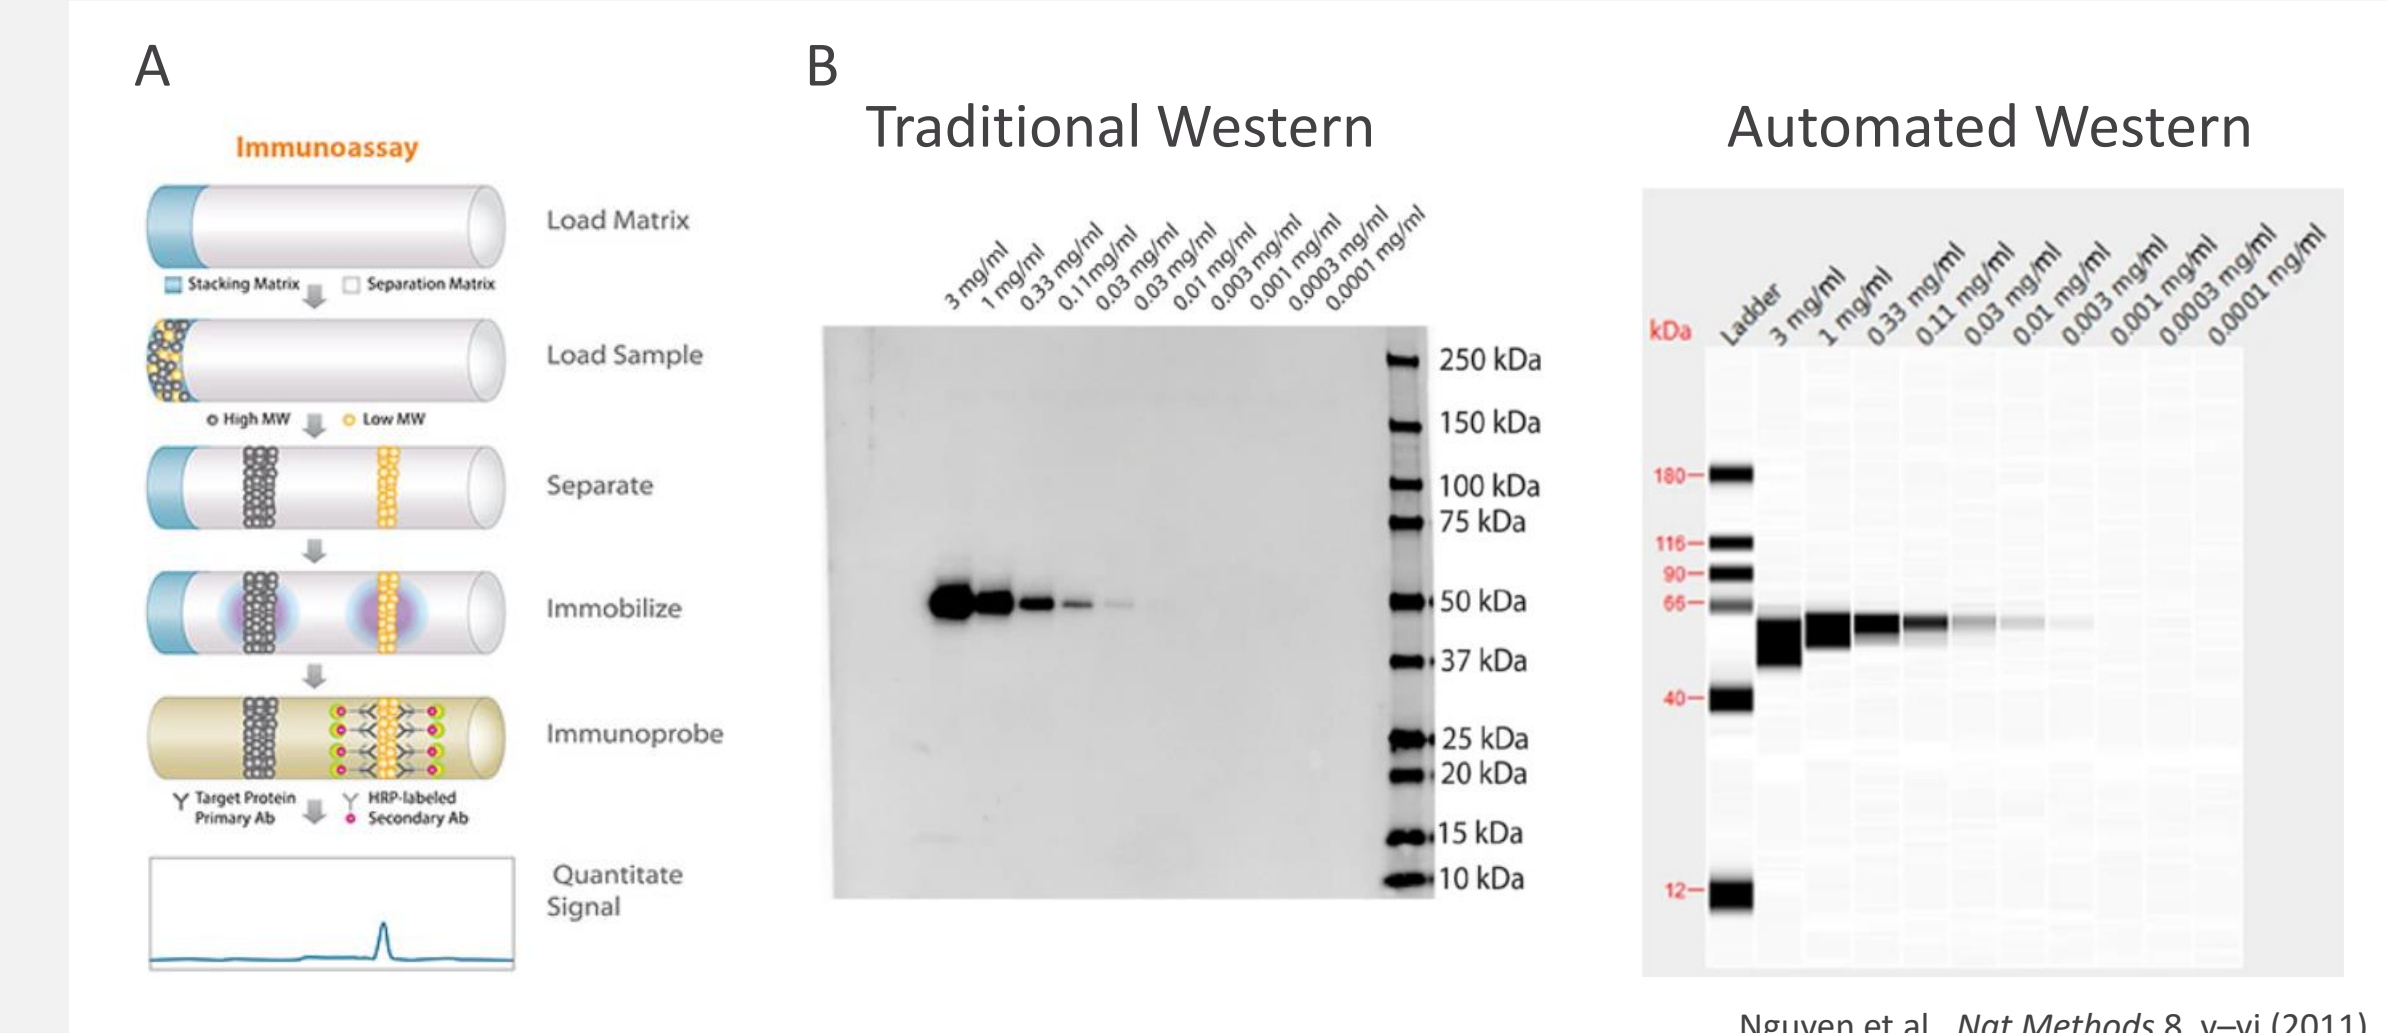 A
Immunoassay
Load Matrix
Stacking Matrix
Separation Matrix
Load Sample
High MW
Low MW
Separate
Immobilize
Immunoprobe
Target Protein
Primary Ab
HRP-labeled
Secondary Ab
Quantitate
Signal
B
Traditional Western
3 mg/ml
1 mg/ml
0.33 mg/ml
0.11mg/ml
0.03 mg/ml
0.03 mg/ml
0.01 mg/ml
0.003 mg/ml
0.001 mg/ml
0.0003 mg/ml
0.0001 mg/ml
250 kDa
150 kDa
100 kDa
75 kDa
50 kDa
37 kDa
25 kDa
20 kDa
15 kDa
10 kDa
Automated Western
kDa
Ladder
3 mg/ml
1 mg/ml
0.33 mg/ml
0.11 mg/ml
0.03 mg/ml
0.01 mg/ml
0.003 mg/ml
0.001 mg/ml
0.0003 mg/ml
0.0001 mg/ml
180
116
90
66
40
12
Nguyen et al., Nat Methods 8, v–vi (2011)